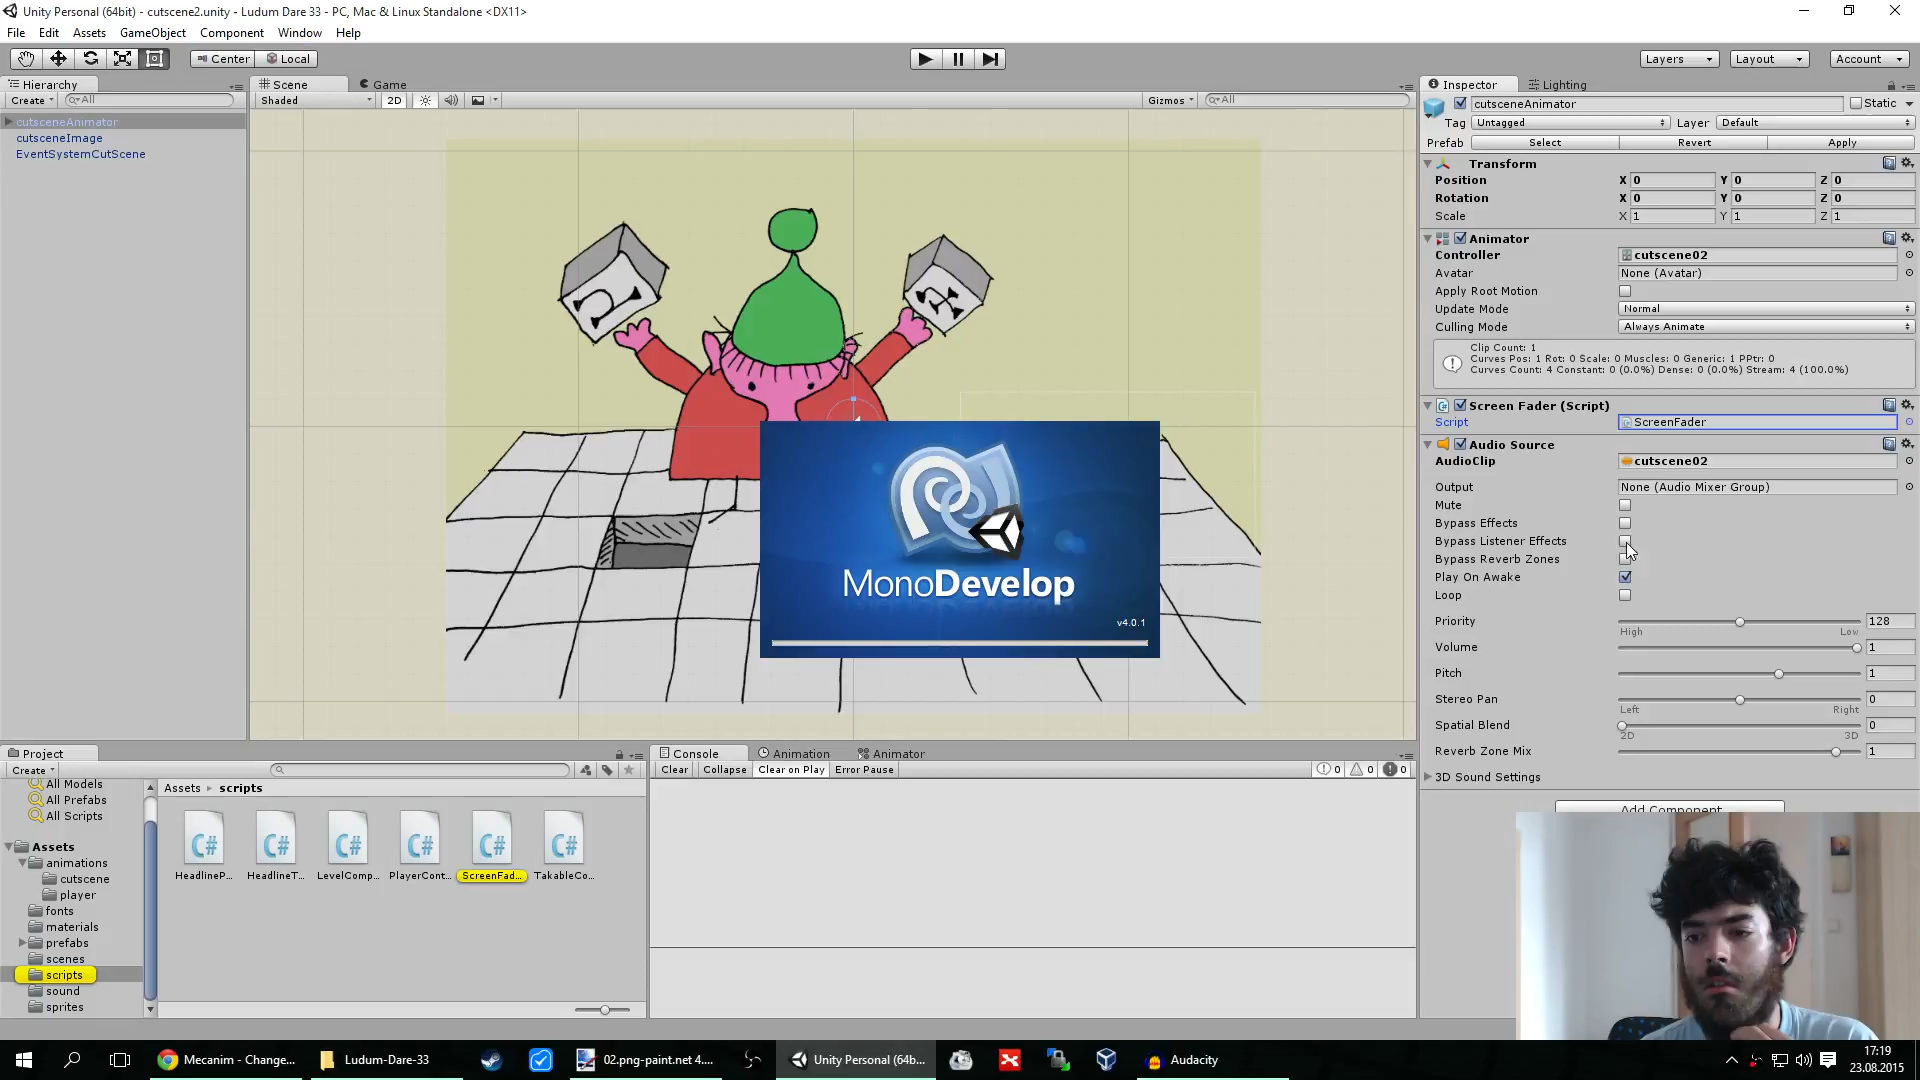 Unity Personal (64bit) - cutscene2.unity - Ludum Dare 33 - PC, Mac & Linux Standalone <DX11>
File Edit Assets GameObject Component Window Help
Center Local
Layers Layout Account
Hierarchy
Create All
cutsceneAnimator
cutsceneImage
EventSystemCutScene
Scene Game
Shaded 2D Gizmos All
MonoDevelop
v4.0.1
Inspector Lighting
cutsceneAnimator Static
Tag Untagged Layer Default
Prefab Select Revert Apply
Transform
Position X 0 Y 0 Z 0
Rotation X 0 Y 0 Z 0
Scale X 1 Y 1 Z 1
Animator
Controller cutscene02
Avatar None (Avatar)
Apply Root Motion
Update Mode Normal
Culling Mode Always Animate
Clip Count: 1
Curves Pos: 1 Rot: 0 Scale: 0 Muscles: 0 Generic: 1 PPtr: 0
Curves Count: 4 Constant: 0 (0.0%) Dense: 0 (0.0%) Stream: 4 (100.0%)
Screen Fader (Script)
Script ScreenFader
Audio Source
AudioClip cutscene02
Output None (Audio Mixer Group)
Mute
Bypass Effects
Bypass Listener Effects
Bypass Reverb Zones
Play On Awake
Loop
Priority 128
High Low
Volume 1
Pitch 1
Stereo Pan 0
Left Right
Spatial Blend 0
2D 3D
Reverb Zone Mix 1
3D Sound Settings
Add Component
Project
Create
All Models
All Prefabs
All Scripts
Assets
animations
cutscene
player
fonts
materials
prefabs
scenes
scripts
sound
sprites
Assets scripts
HeadlineP... HeadlineT... LevelComp... PlayerCont... ScreenFad... TakableCo...
Console Animation Animator
Clear Collapse Clear on Play Error Pause 0 0 0
Mecanim - Change... Ludum-Dare-33 02.png-paint.net 4.... Unity Personal (64b... Audacity
17:19
23.08.2015